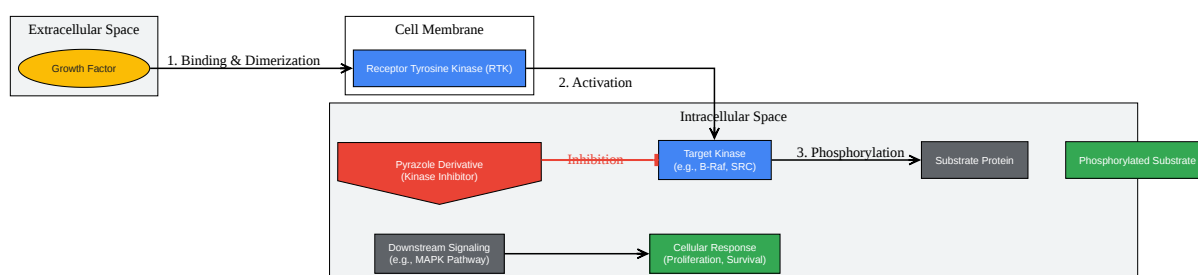 Extracellular Space
Growth Factor
1. Binding & Dimerization
Cell Membrane
Receptor Tyrosine Kinase (RTK)
2. Activation
Intracellular Space
Pyrazole Derivative
(Kinase Inhibitor)
Inhibition
Target Kinase
(e.g., B-Raf, SRC)
3. Phosphorylation
Substrate Protein
Phosphorylated Substrate
Downstream Signaling
(e.g., MAPK Pathway)
Cellular Response
(Proliferation, Survival)